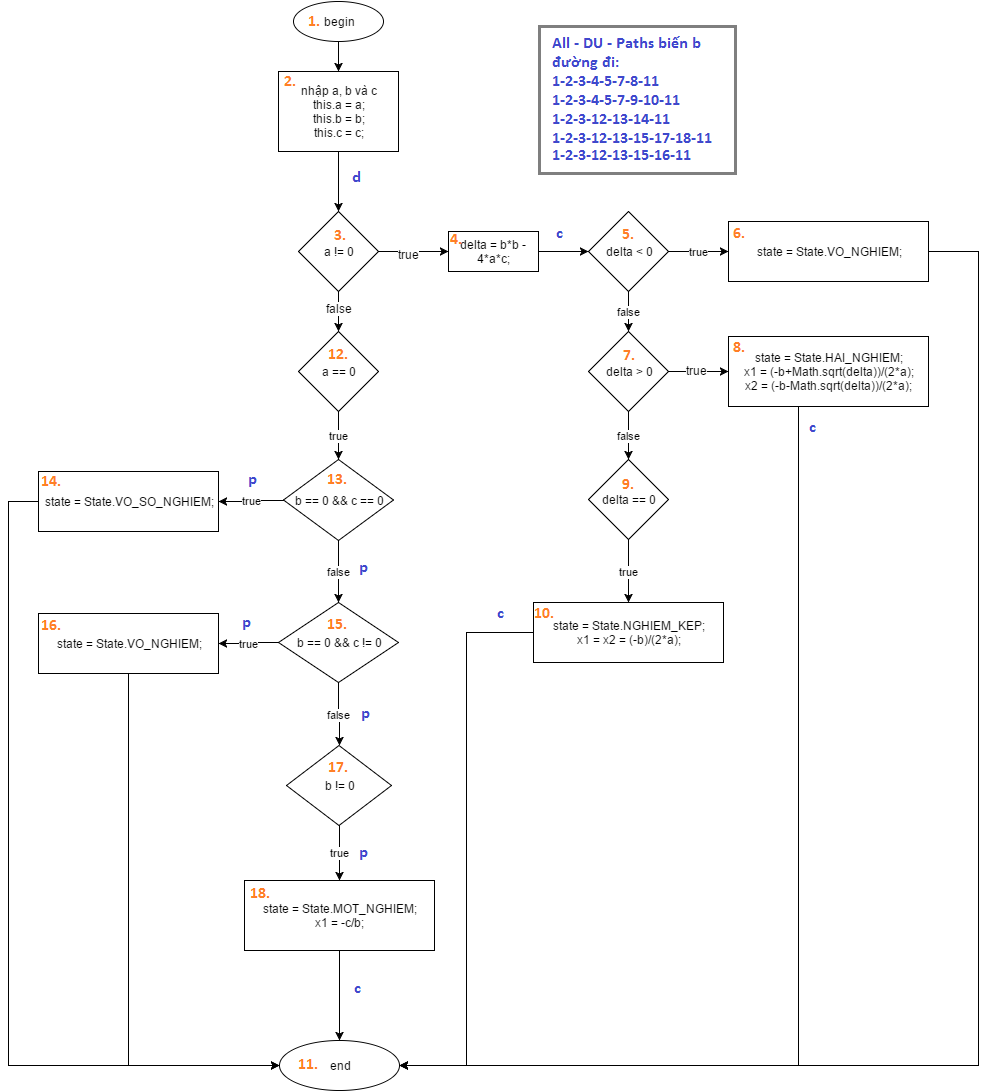 1. begin
All - DU - Paths biến b
đường đi:
1-2-3-4-5-7-8-11
1-2-3-4-5-7-9-10-11
1-2-3-12-13-14-11
1-2-3-12-13-15-17-18-11
1-2-3-12-13-15-16-11
2.
nhập a, b và c
this.a = a;
this.b = b;
this.c = c;
d
3.
a != 0
true
4.
delta = b*b -
4*a*c;
c
5.
delta < 0
true
6.
state = State.VO_NGHIEM;
false
false
12.
a == 0
7.
delta > 0
true
8.
state = State.HAI_NGHIEM;
x1 = (-b+Math.sqrt(delta))/(2*a);
x2 = (-b-Math.sqrt(delta))/(2*a);
c
true
false
14.
state = State.VO_SO_NGHIEM;
p
true
13.
b == 0 && c == 0
9.
delta == 0
false
p
true
16.
state = State.VO_NGHIEM;
p
true
15.
b == 0 && c != 0
c
10.
state = State.NGHIEM_KEP;
x1 = x2 = (-b)/(2*a);
false
p
17.
b != 0
true
p
18.
state = State.MOT_NGHIEM;
x1 = -c/b;
c
11. end